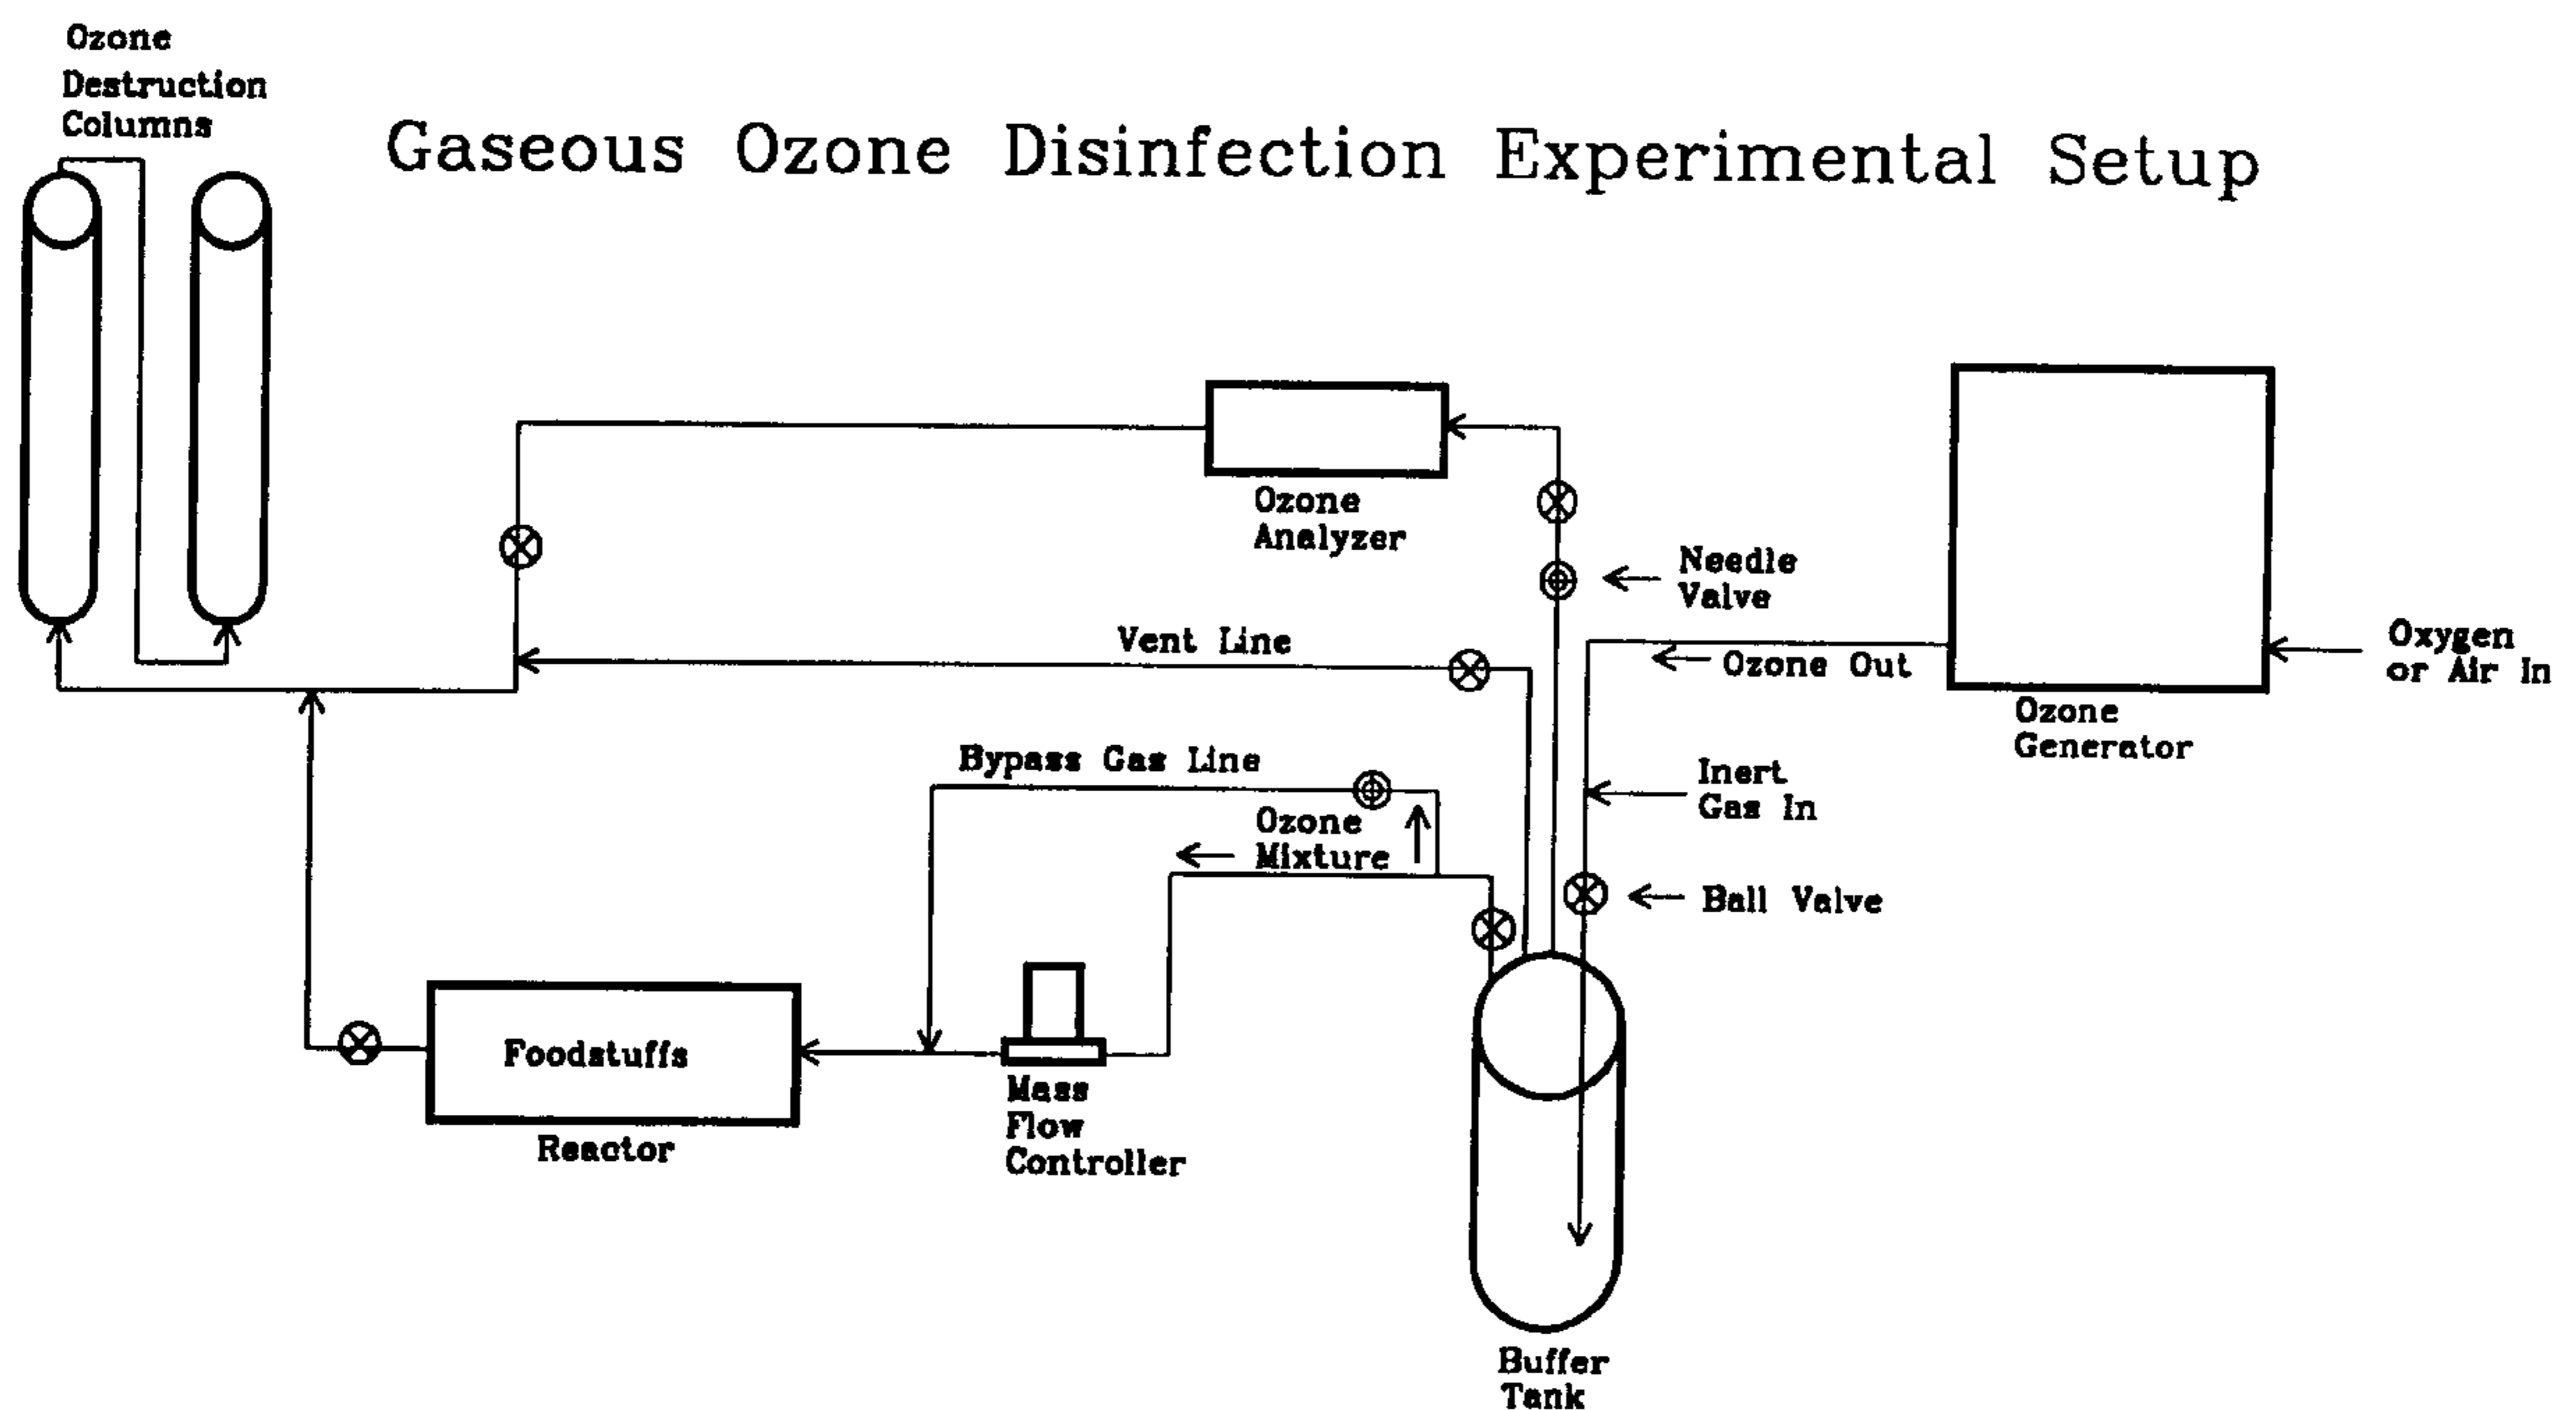 Ozone
Destruction
Columns
Gaseous Ozone Disinfection Experimental Setup
Ozone
Analyzer
Needle
Valve
Vent Line
Ozone Out
Oxygen
or Air In
Ozone
Generator
Bypass Gas Line
Inert
Gas In
Ozone
Mixture
Ball Valve
Foodstuffs
Reactor
Mass
Flow
Controller
Buffer
Tank